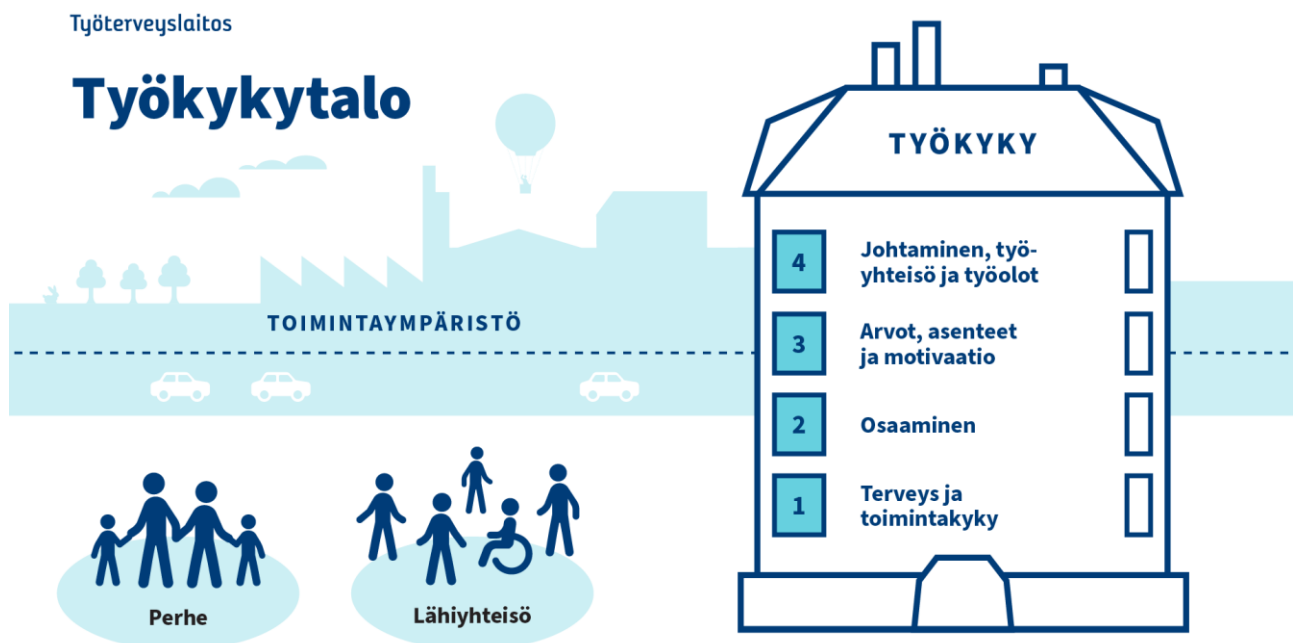 Työterveyslaitos
Työkykytalo
TYÖKYKY
4
Johtaminen, työ-
yhteisö ja työolot
TOIMINTAYMPÄRISTÖ
3
Arvot, asenteet
ja motivaatio
2
Osaaminen
1
Terveys ja
toimintakyky
Perhe
Lähiyhteisö